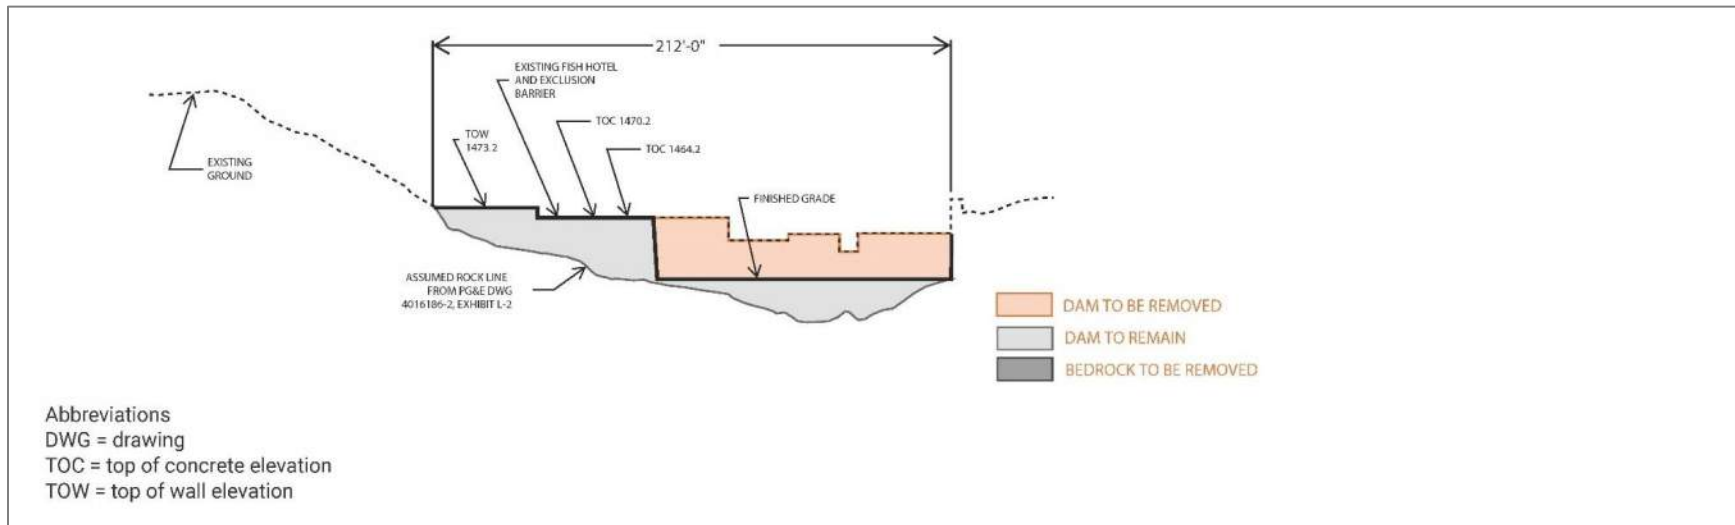 212'-0"
EXISTING FISH HOTEL
AND EXCLUSION
BARRIER
TOC 1470.2
TOW
1473.2
TOC 1464.2
EXISTING
GROUND
FINISHED GRADE
ASSUMED ROCK LINE
FROM PG&E DWG
4016186-2, EXHIBIT L-2
DAM TO BE REMOVED
DAM TO REMAIN
BEDROCK TO BE REMOVED
Abbreviations
DWG = drawing
TOC = top of concrete elevation
TOW = top of wall elevation